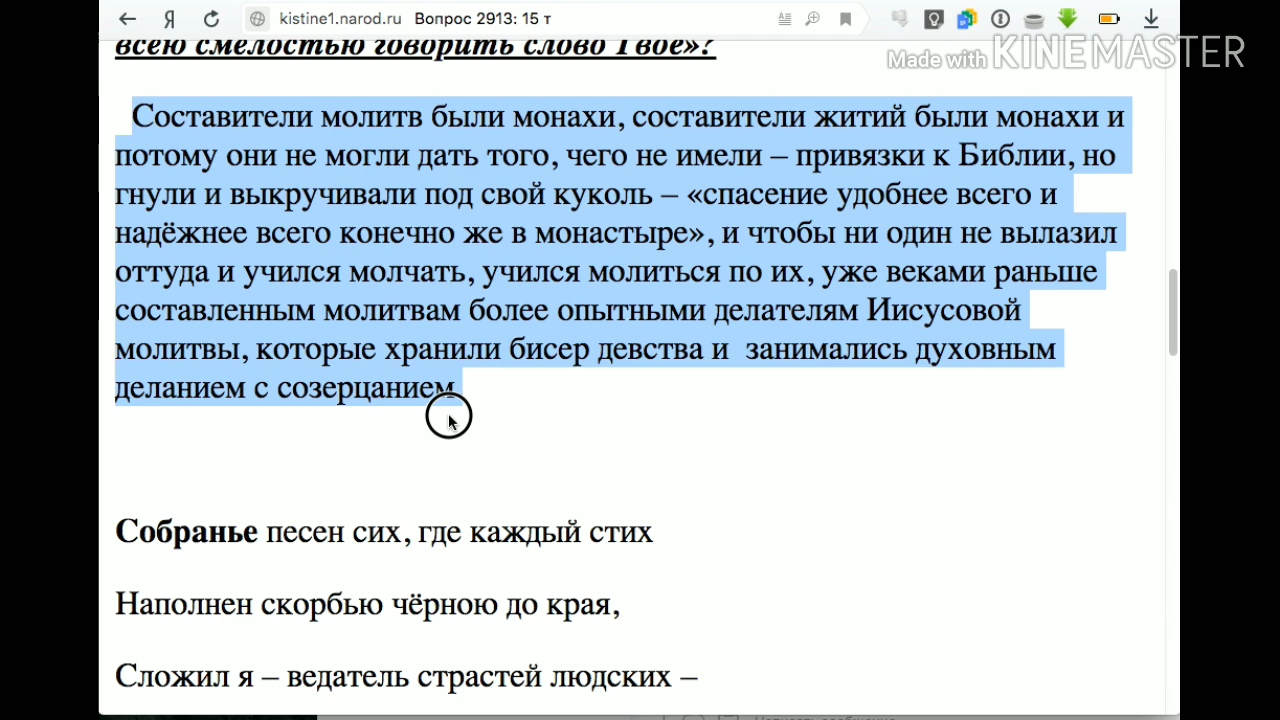 kistine1.narod.ru Вопрос 2913: 15 т
Made with KINEMASTER
всею смелостью говорить слово Твое»?
Составители молитв были монахи, составители житий были монахи и
потому они не могли дать того, чего не имели – привязки к Библии, но
гнули и выкручивали под свой куколь – «спасение удобнее всего и
надёжнее всего конечно же в монастыре», и чтобы ни один не вылазил
оттуда и учился молчать, учился молиться по их, уже веками раньше
составленным молитвам более опытными делателям Иисусовой
молитвы, которые хранили бисер девства и занимались духовным
деланием с созерцанием
Собранье песен сих, где каждый стих
Наполнен скорбью чёрною до края,
Сложил я – ведатель страстей людских –